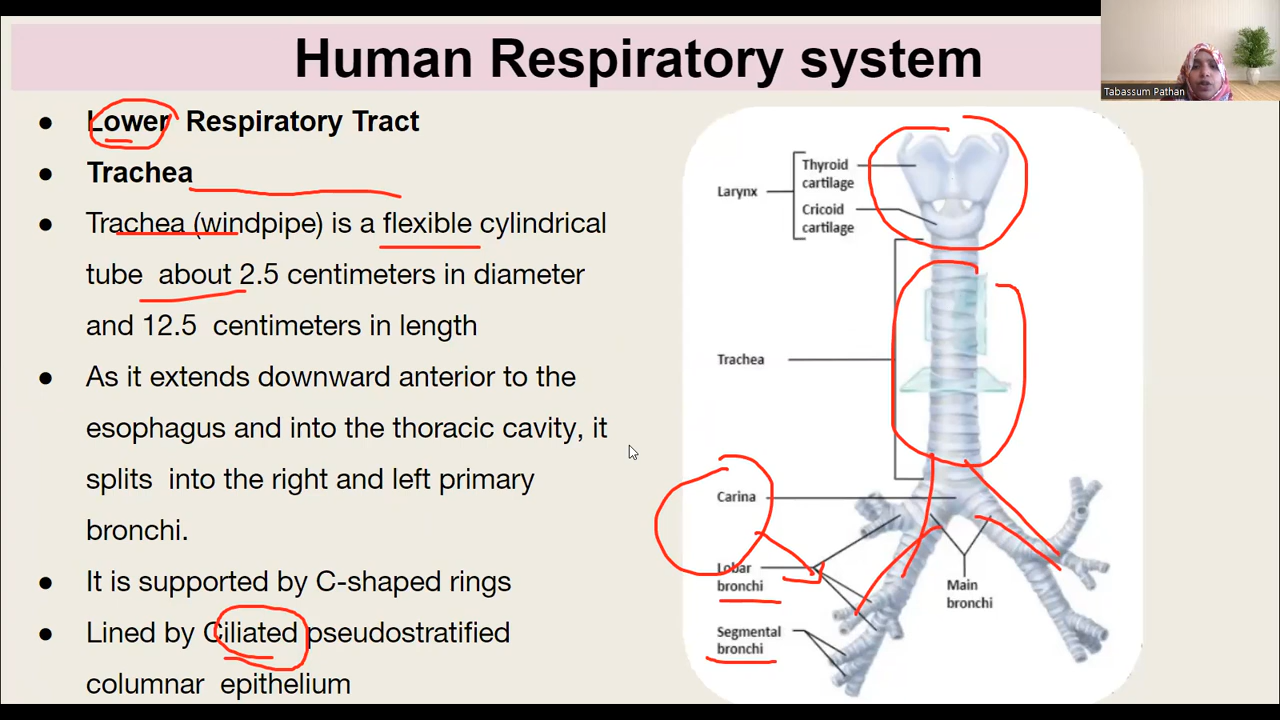 Human Respiratory system
Tabassum Pathan
● Lower Respiratory Tract
● Trachea
● Trachea (windpipe) is a flexible cylindrical
tube about 2.5 centimeters in diameter
and 12.5 centimeters in length
● As it extends downward anterior to the
esophagus and into the thoracic cavity, it
splits into the right and left primary
bronchi.
● It is supported by C-shaped rings
● Lined by Ciliated pseudostratified
columnar epithelium
Larynx
Thyroid
cartilage
Cricoid
cartilage
Trachea
Carina
Lobar
bronchi
Main
bronchi
Segmental
bronchi